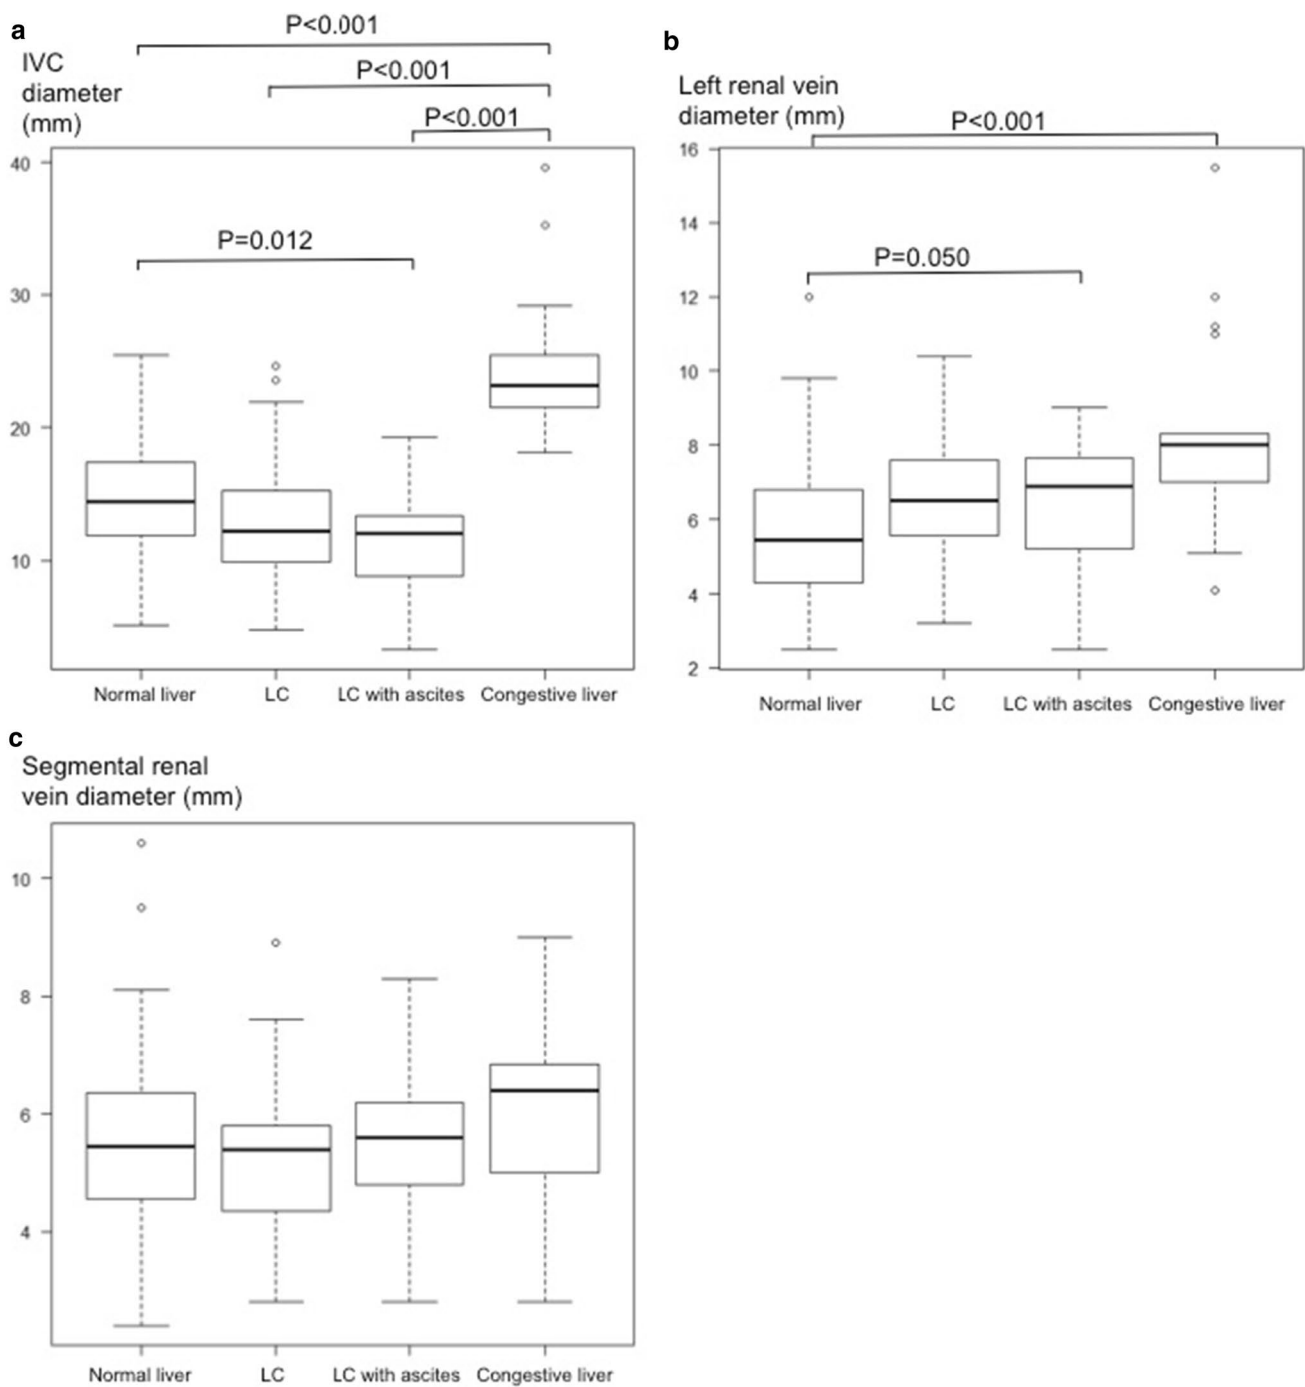 a
P<0.001
IVC
diameter
(mm)
P<0.001
P<0.001
40
P=0.012
30
20
10
Normal liver LC LC with ascites Congestive liver
b
Left renal vein
diameter (mm)
P<0.001
16
14
P=0.050
12
10
8
6
4
2
Normal liver LC LC with ascites Congestive liver
c
Segmental renal
vein diameter (mm)
10
8
6
4
Normal liver LC LC with ascites Congestive liver